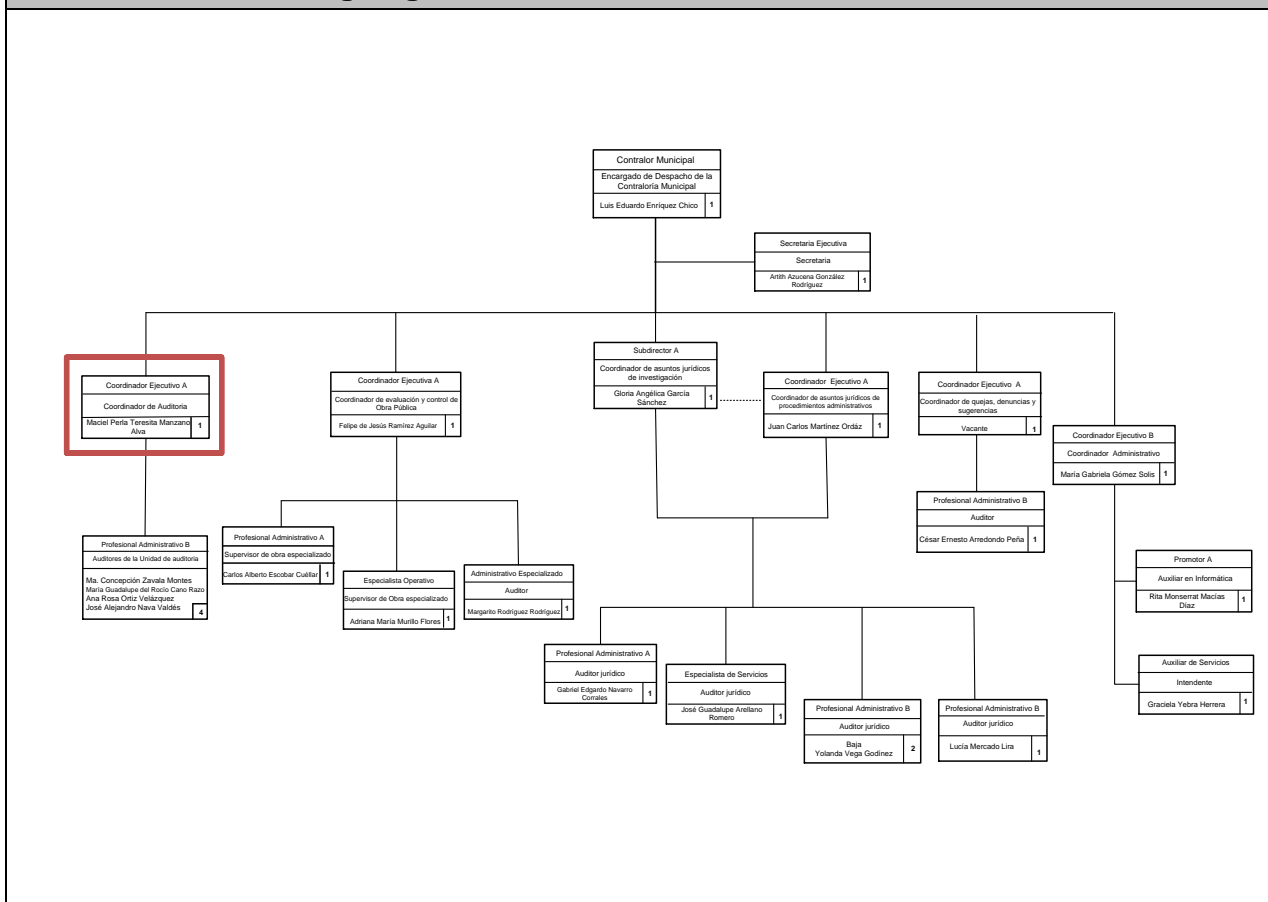 Contralor Municipal
Encargado de Despacho de la
Contraloría Municipal
Luis Eduardo Enríquez Chico 1
Secretaria Ejecutiva
Secretaria
Artith Azucena González
Rodríguez 1
Coordinador Ejecutivo A
Coordinador de Auditoria
Maciel Perla Teresita Manzano
Alva 1
Coordinador Ejecutiva A
Coordinador de evaluación y control de
Obra Pública
Felipe de Jesús Ramírez Aguilar 1
Subdirector A
Coordinador de asuntos jurídicos
de investigación
Gloria Angélica García
Sánchez 1
Coordinador Ejecutivo A
Coordinador de asuntos jurídicos de
procedimientos administrativos
Juan Carlos Martínez Ordáz 1
Coordinador Ejecutivo A
Coordinador de quejas, denuncias y
sugerencias
Vacante 1
Coordinador Ejecutivo B
Coordinador Administrativo
María Gabriela Gómez Solis 1
Profesional Administrativo B
Auditores de la Unidad de auditoria
Ma. Concepción Zavala Montes
María Guadalupe del Rocío Cano Razo
Ana Rosa Ortiz Velázquez
José Alejandro Nava Valdés 4
Profesional Administrativo A
Supervisor de obra especializado
Carlos Alberto Escobar Cuéllar 1
Especialista Operativo
Supervisor de Obra especializado
Adriana María Murillo Flores 1
Administrativo Especializado
Auditor
Margarito Rodríguez Rodríguez 1
Profesional Administrativo B
Auditor
César Ernesto Arredondo Peña 1
Promotor A
Auxiliar en Informática
Rita Monserrat Macías
Díaz 1
Auxiliar de Servicios
Intendente
Graciela Yebra Herrera 1
Profesional Administrativo A
Auditor jurídico
Gabriel Edgardo Navarro
Corrales 1
Especialista de Servicios
Auditor jurídico
José Guadalupe Arellano
Romero 1
Profesional Administrativo B
Auditor jurídico
Baja
Yolanda Vega Godínez 2
Profesional Administrativo B
Auditor jurídico
Lucía Mercado Lira 1